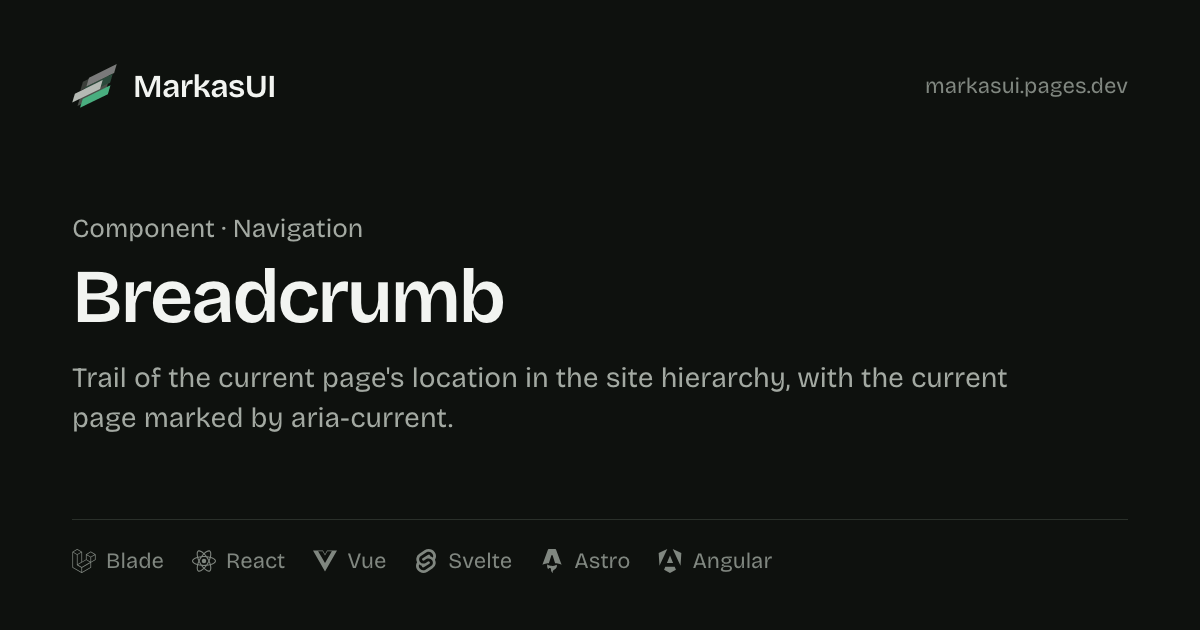 MarkasUI
markasui.pages.dev
Component · Navigation
Breadcrumb
Trail of the current page's location in the site hierarchy, with the current
page marked by aria-current.
Blade React Vue Svelte Astro Angular